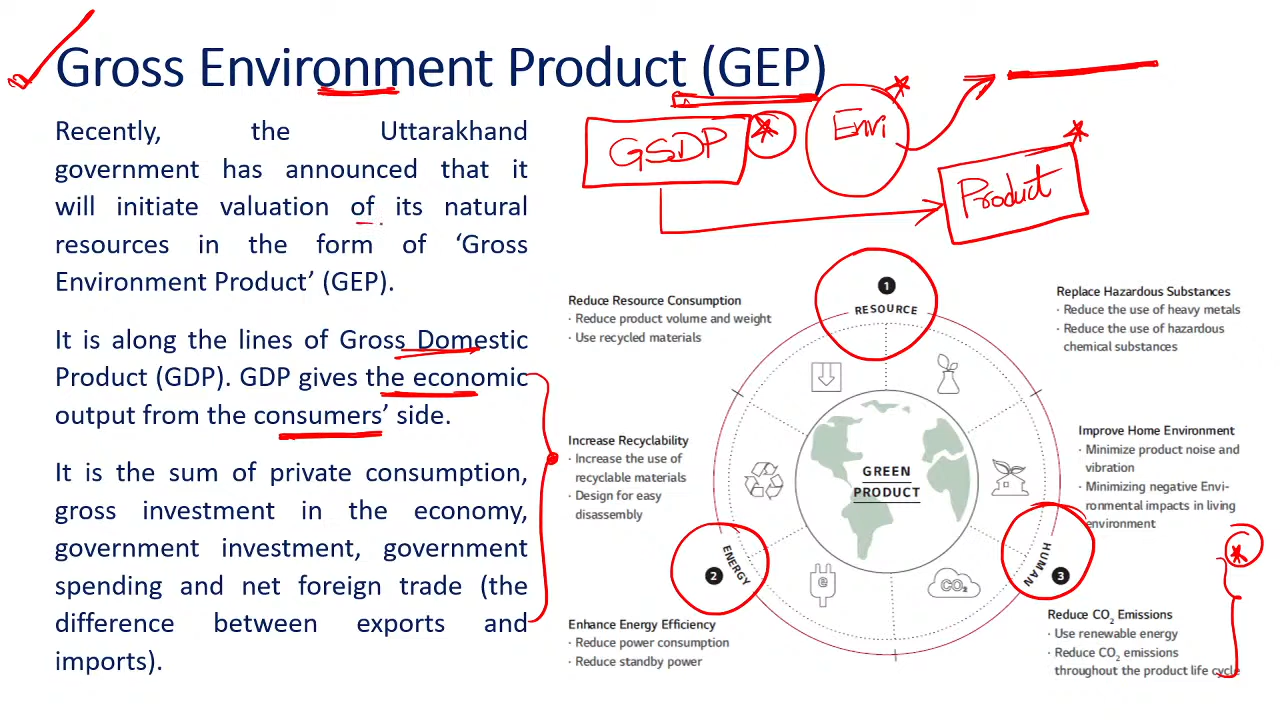 Gross Environment Product (GEP)
GSDP
Envi
Product
Recently, the Uttarakhand
government has announced that it
will initiate valuation of its natural
resources in the form of ‘Gross
Environment Product’ (GEP).
It is along the lines of Gross Domestic
Product (GDP). GDP gives the economic
output from the consumers’ side.
It is the sum of private consumption,
gross investment in the economy,
government investment, government
spending and net foreign trade (the
difference between exports and
imports).
1
RESOURCE
Reduce Resource Consumption
· Reduce product volume and weight
· Use recycled materials
Replace Hazardous Substances
· Reduce the use of heavy metals
· Reduce the use of hazardous
chemical substances
Increase Recyclability
· Increase the use of
recyclable materials
· Design for easy
disassembly
GREEN
PRODUCT
Improve Home Environment
· Minimize product noise and
vibration
· Minimizing negative Envi-
ronmental impacts in living
environment
2
ENERGY
e
CO₂
HUMAN
3
Enhance Energy Efficiency
· Reduce power consumption
· Reduce standby power
Reduce CO₂ Emissions
· Use renewable energy
· Reduce CO₂ emissions
throughout the product life cycle